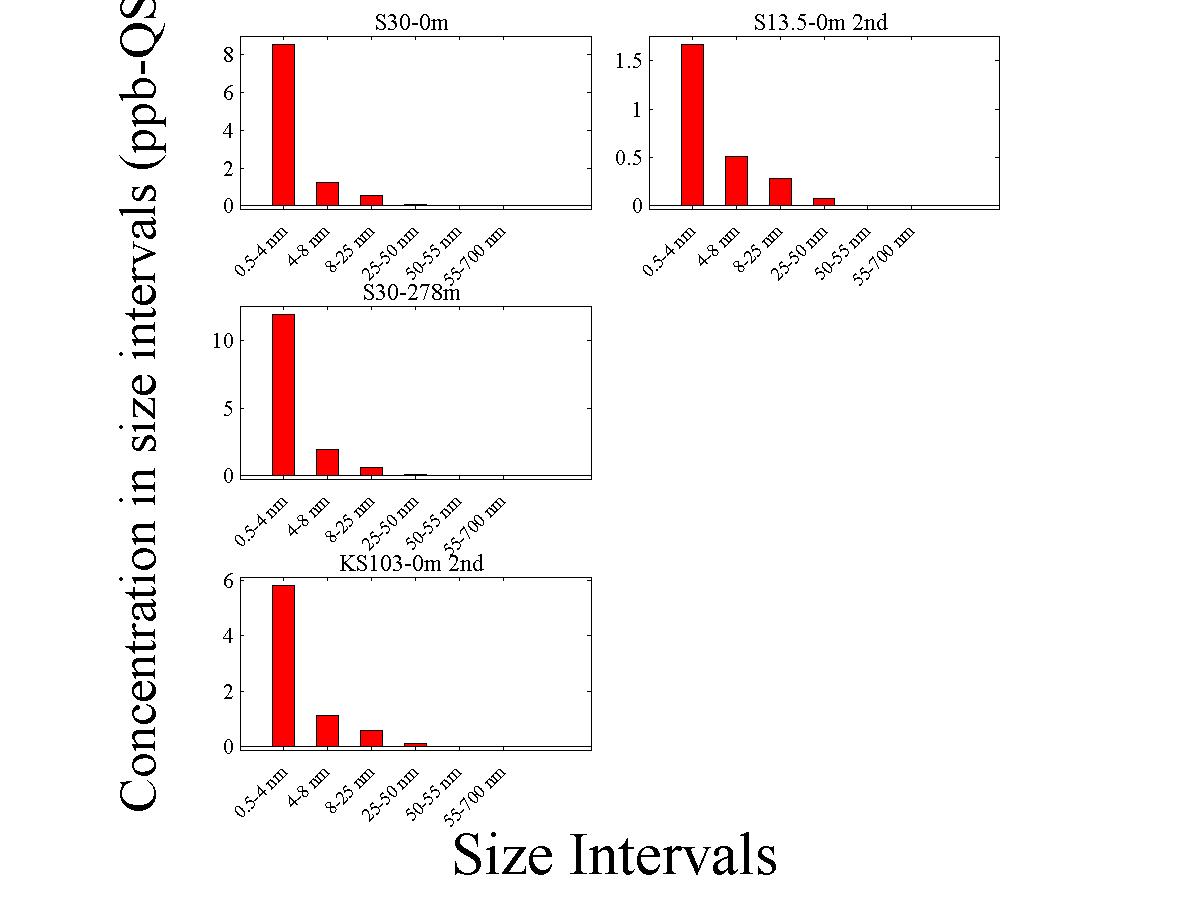 Concentration in size intervals (ppb-QS
S30-0m
8
6
4
2
0
0.5-4 nm
4-8 nm
8-25 nm
25-50 nm
50-55 nm
55-700 nm
S13.5-0m 2nd
1.5
1
0.5
0
0.5-4 nm
4-8 nm
8-25 nm
25-50 nm
50-55 nm
55-700 nm
S30-278m
10
5
0
0.5-4 nm
4-8 nm
8-25 nm
25-50 nm
50-55 nm
55-700 nm
KS103-0m 2nd
6
4
2
0
0.5-4 nm
4-8 nm
8-25 nm
25-50 nm
50-55 nm
55-700 nm
Size Intervals